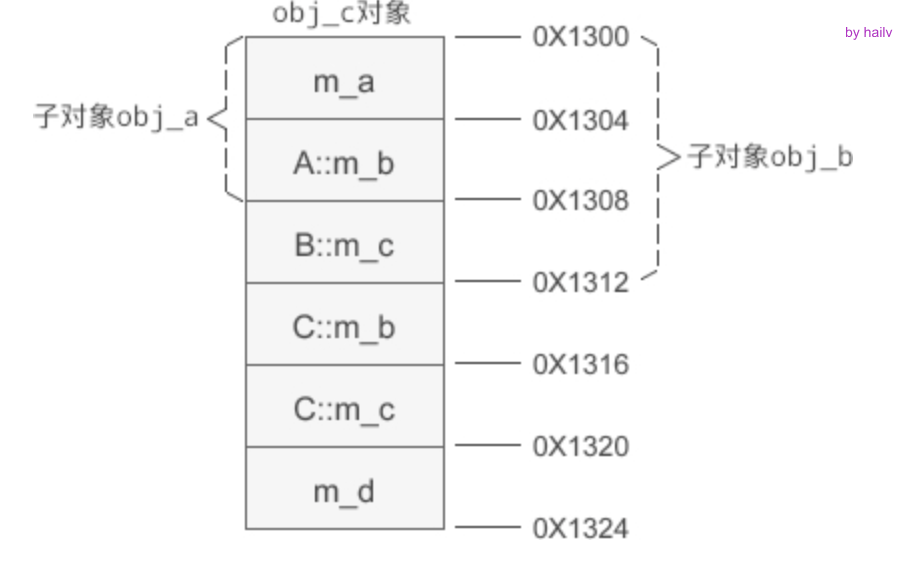 obj_c对象
by hailv
0X1300
m_a
子对象obj_a
0X1304
A::m_b
子对象obj_b
0X1308
B::m_c
0X1312
C::m_b
0X1316
C::m_c
0X1320
m_d
0X1324